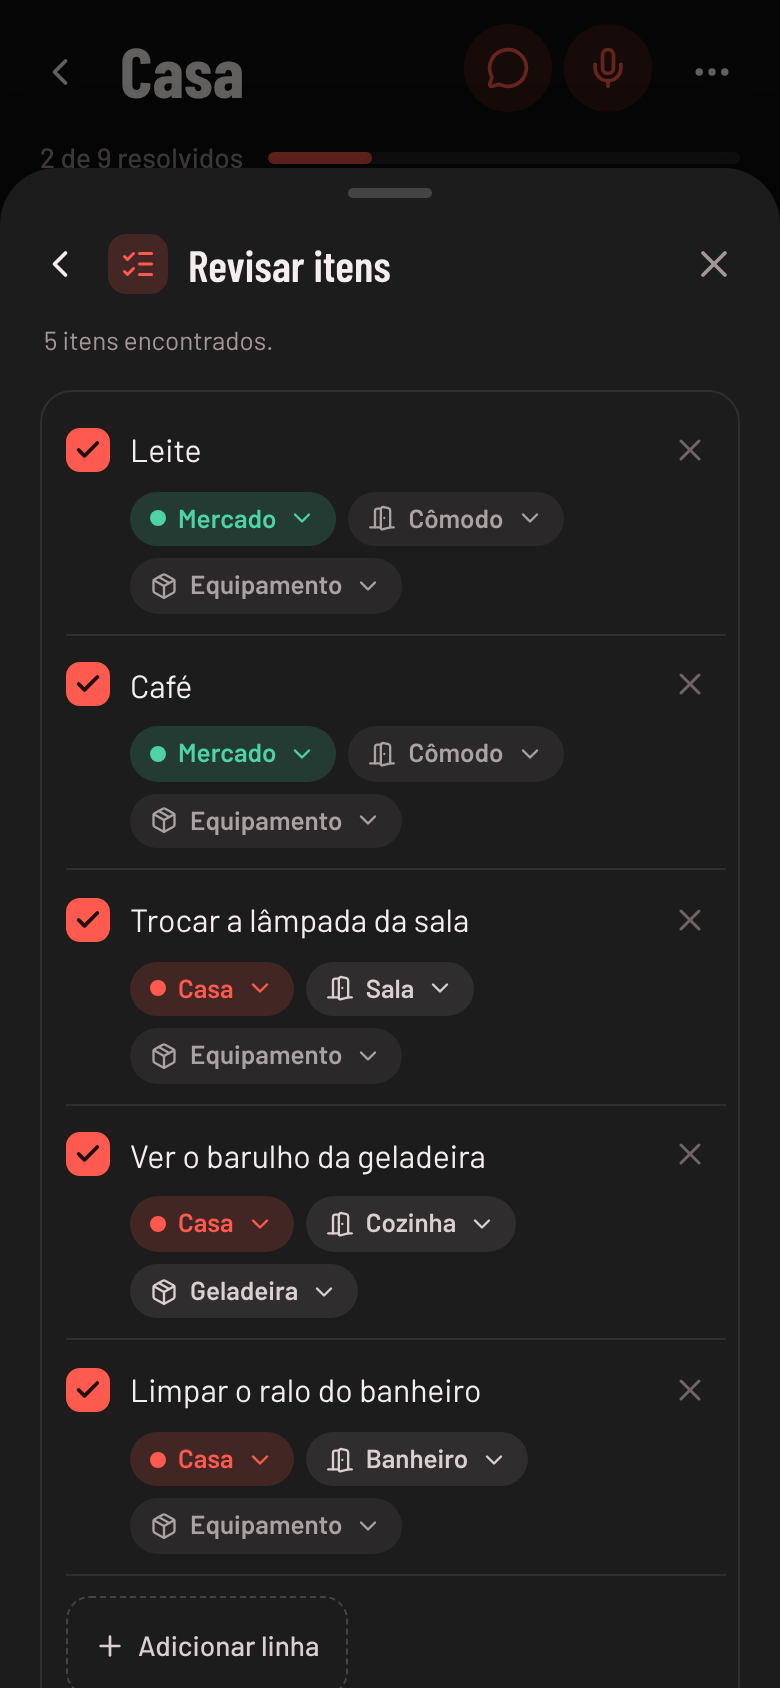 Casa
2 de 9 resolvidos
Revisar itens
5 itens encontrados.
Leite
Mercado Cômodo
Equipamento
Café
Mercado Cômodo
Equipamento
Trocar a lâmpada da sala
Casa Sala
Equipamento
Ver o barulho da geladeira
Casa Cozinha
Geladeira
Limpar o ralo do banheiro
Casa Banheiro
Equipamento
+ Adicionar linha